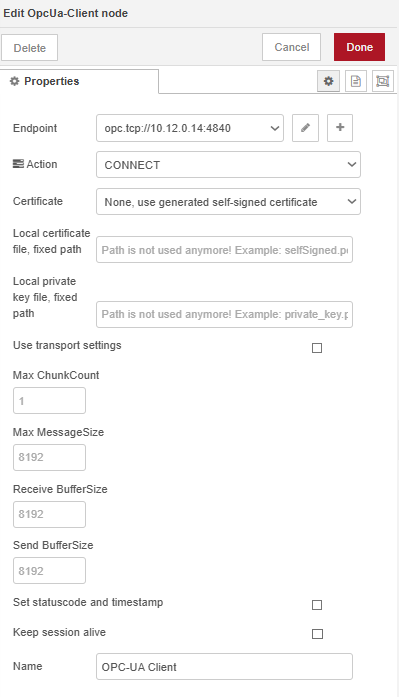 Edit OpcUa-Client node
Delete
Cancel
Done
Properties
Endpoint
opc.tcp://10.12.0.14:4840
Action
CONNECT
Certificate
None, use generated self-signed certificate
Local certificate
file, fixed path
Path is not used anymore! Example: selfSigned.pe
Local private
key file, fixed
path
Path is not used anymore! Example: private_key.p
Use transport settings
Max ChunkCount
1
Max MessageSize
8192
Receive BufferSize
8192
Send BufferSize
8192
Set statuscode and timestamp
Keep session alive
Name
OPC-UA Client